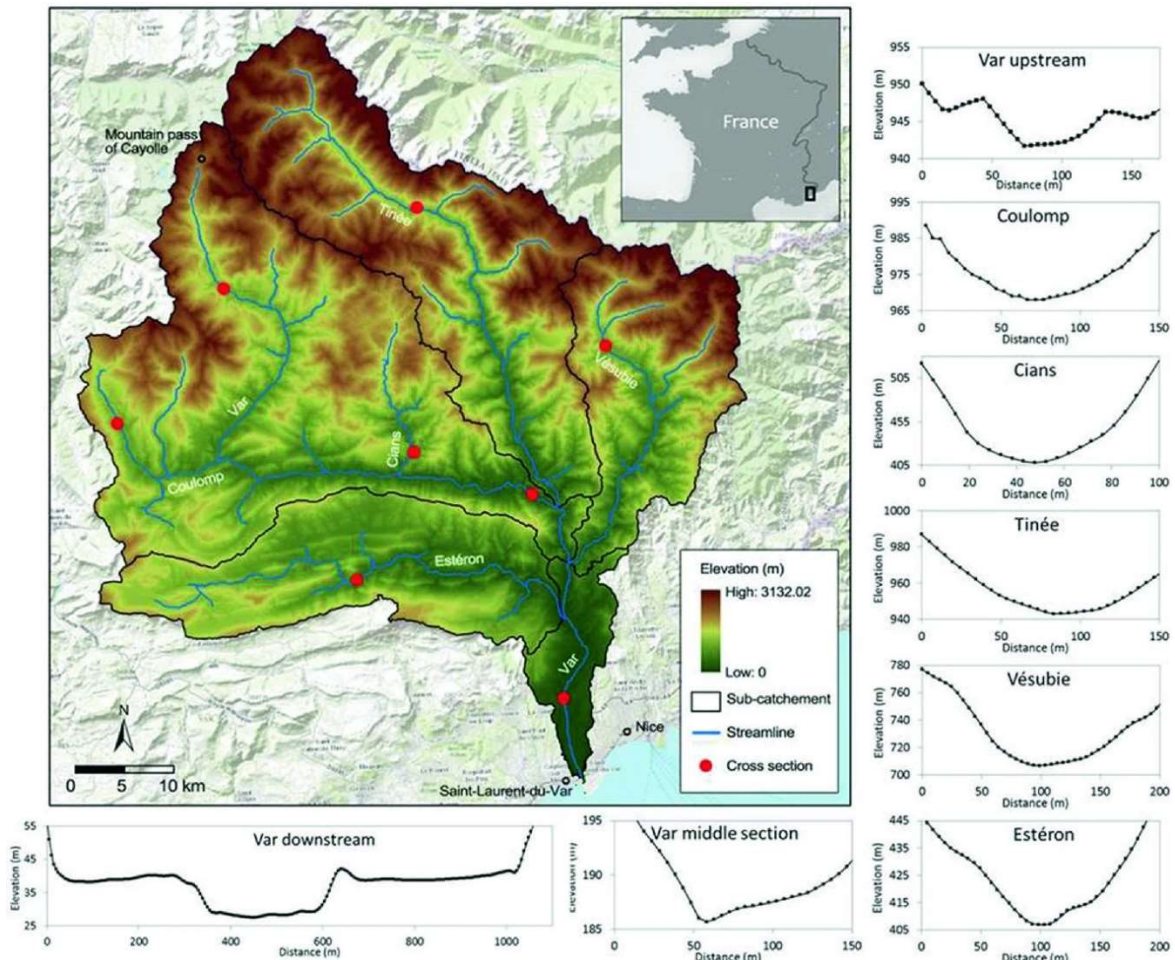 Mountain pass
of Cayolle
Tinée
Vésubie
Var
Cians
Coulomp
Estéron
Var
Nice
Saint-Laurent-du-Var
France
N
0 5 10 km
Elevation (m)
High: 3132.02
Low: 0
Sub-catchement
Streamline
Cross section
Var upstream
Elevation (m)
955
950
945
940
0 50 100 150
Distance (m)
Coulomp
Elevation (m)
995
985
975
965
0 50 100 150
Distance (m)
Cians
Elevation (m)
505
455
405
0 20 40 60 80 100
Distance (m)
Tinée
Elevation (m)
1000
980
960
940
0 50 100 150
Distance (m)
Vésubie
Elevation (m)
780
760
740
720
700
0 50 100 150 200
Distance (m)
Var downstream
Elevation (m)
55
45
35
25
0 200 400 600 800 1000
Distance (m)
Var middle section
Elevation (m)
195
190
185
0 50 100 150
Distance (m)
Estéron
Elevation (m)
445
435
425
415
405
0 50 100 150 200
Distance (m)